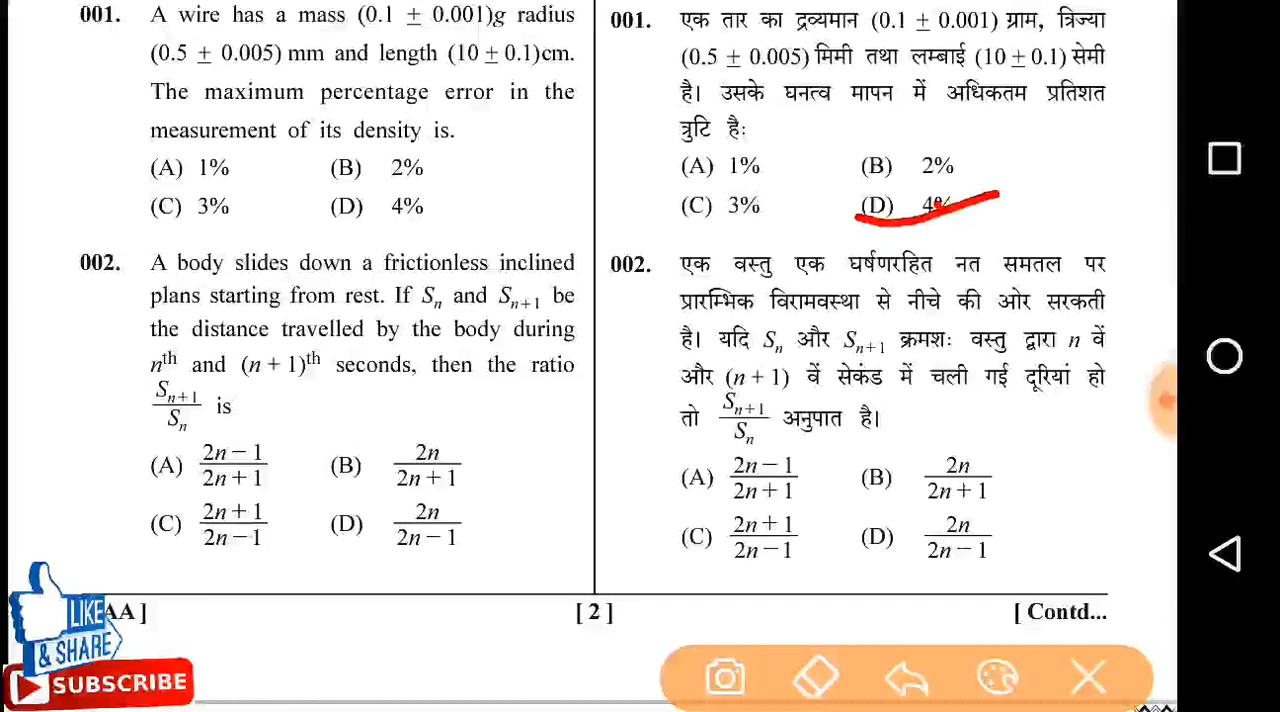 001. A wire has a mass (0.1 ± 0.001)g radius
(0.5 ± 0.005) mm and length (10 ± 0.1)cm.
The maximum percentage error in the
measurement of its density is.
(A) 1% (B) 2%
(C) 3% (D) 4%
002. A body slides down a frictionless inclined
plans starting from rest. If Sn and Sn+1 be
the distance travelled by the body during
nth and (n + 1)th seconds, then the ratio
Sn+1/Sn is
(A) 2n − 1/2n + 1 (B) 2n/2n + 1
(C) 2n + 1/2n − 1 (D) 2n/2n − 1
001. एक तार का द्रव्यमान (0.1 ± 0.001) ग्राम, त्रिज्या
(0.5 ± 0.005) मिमी तथा लम्बाई (10 ± 0.1) सेमी
है। उसके घनत्व मापन में अधिकतम प्रतिशत
त्रुटि है:
(A) 1% (B) 2%
(C) 3% (D) 4%
002. एक वस्तु एक घर्षणरहित नत समतल पर
प्रारम्भिक विरामवस्था से नीचे की ओर सरकती
है। यदि Sn और Sn+1 क्रमशः वस्तु द्वारा n वें
और (n + 1) वें सेकंड में चली गई दूरियां हो
तो Sn+1/Sn अनुपात है।
(A) 2n − 1/2n + 1 (B) 2n/2n + 1
(C) 2n + 1/2n − 1 (D) 2n/2n − 1
AA ] [ 2 ] [ Contd...
LIKE
& SHARE
SUBSCRIBE